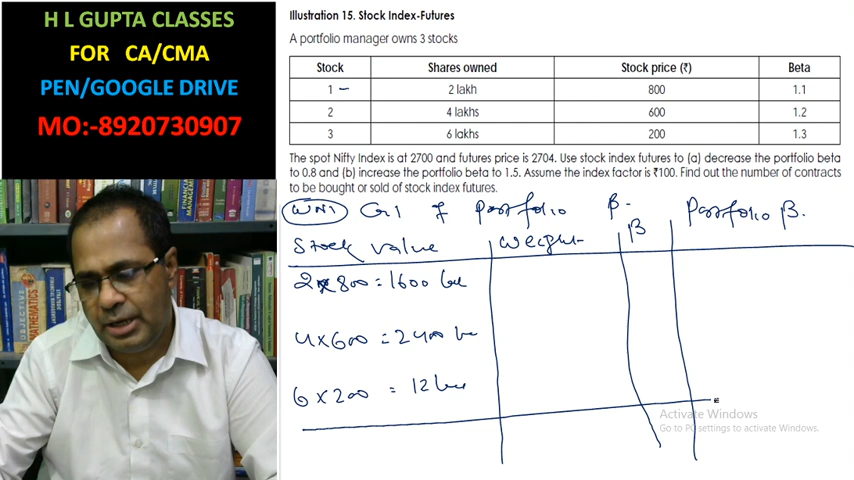 H L GUPTA CLASSES
FOR CA/CMA
PEN/GOOGLE DRIVE
MO:-8920730907
Illustration 15. Stock Index-Futures
A portfolio manager owns 3 stocks
Stock Shares owned Stock price (₹) Beta
1 2 lakh 800 1.1
2 4 lakhs 600 1.2
3 6 lakhs 200 1.3
The spot Nifty Index is at 2700 and futures price is 2704. Use stock index futures to (a) decrease the portfolio beta
to 0.8 and (b) increase the portfolio beta to 1.5. Assume the index factor is ₹100. Find out the number of contracts
to be bought or sold of stock index futures.
WN1 of Portfolio β.
Stock value Weight β Portfolio β.
2 x 800 = 1600
4 x 600 = 2400
6 x 200 = 12
Activate Windows
Go to PC settings to activate Windows.
OBJECTIVE
MATHEMATICS